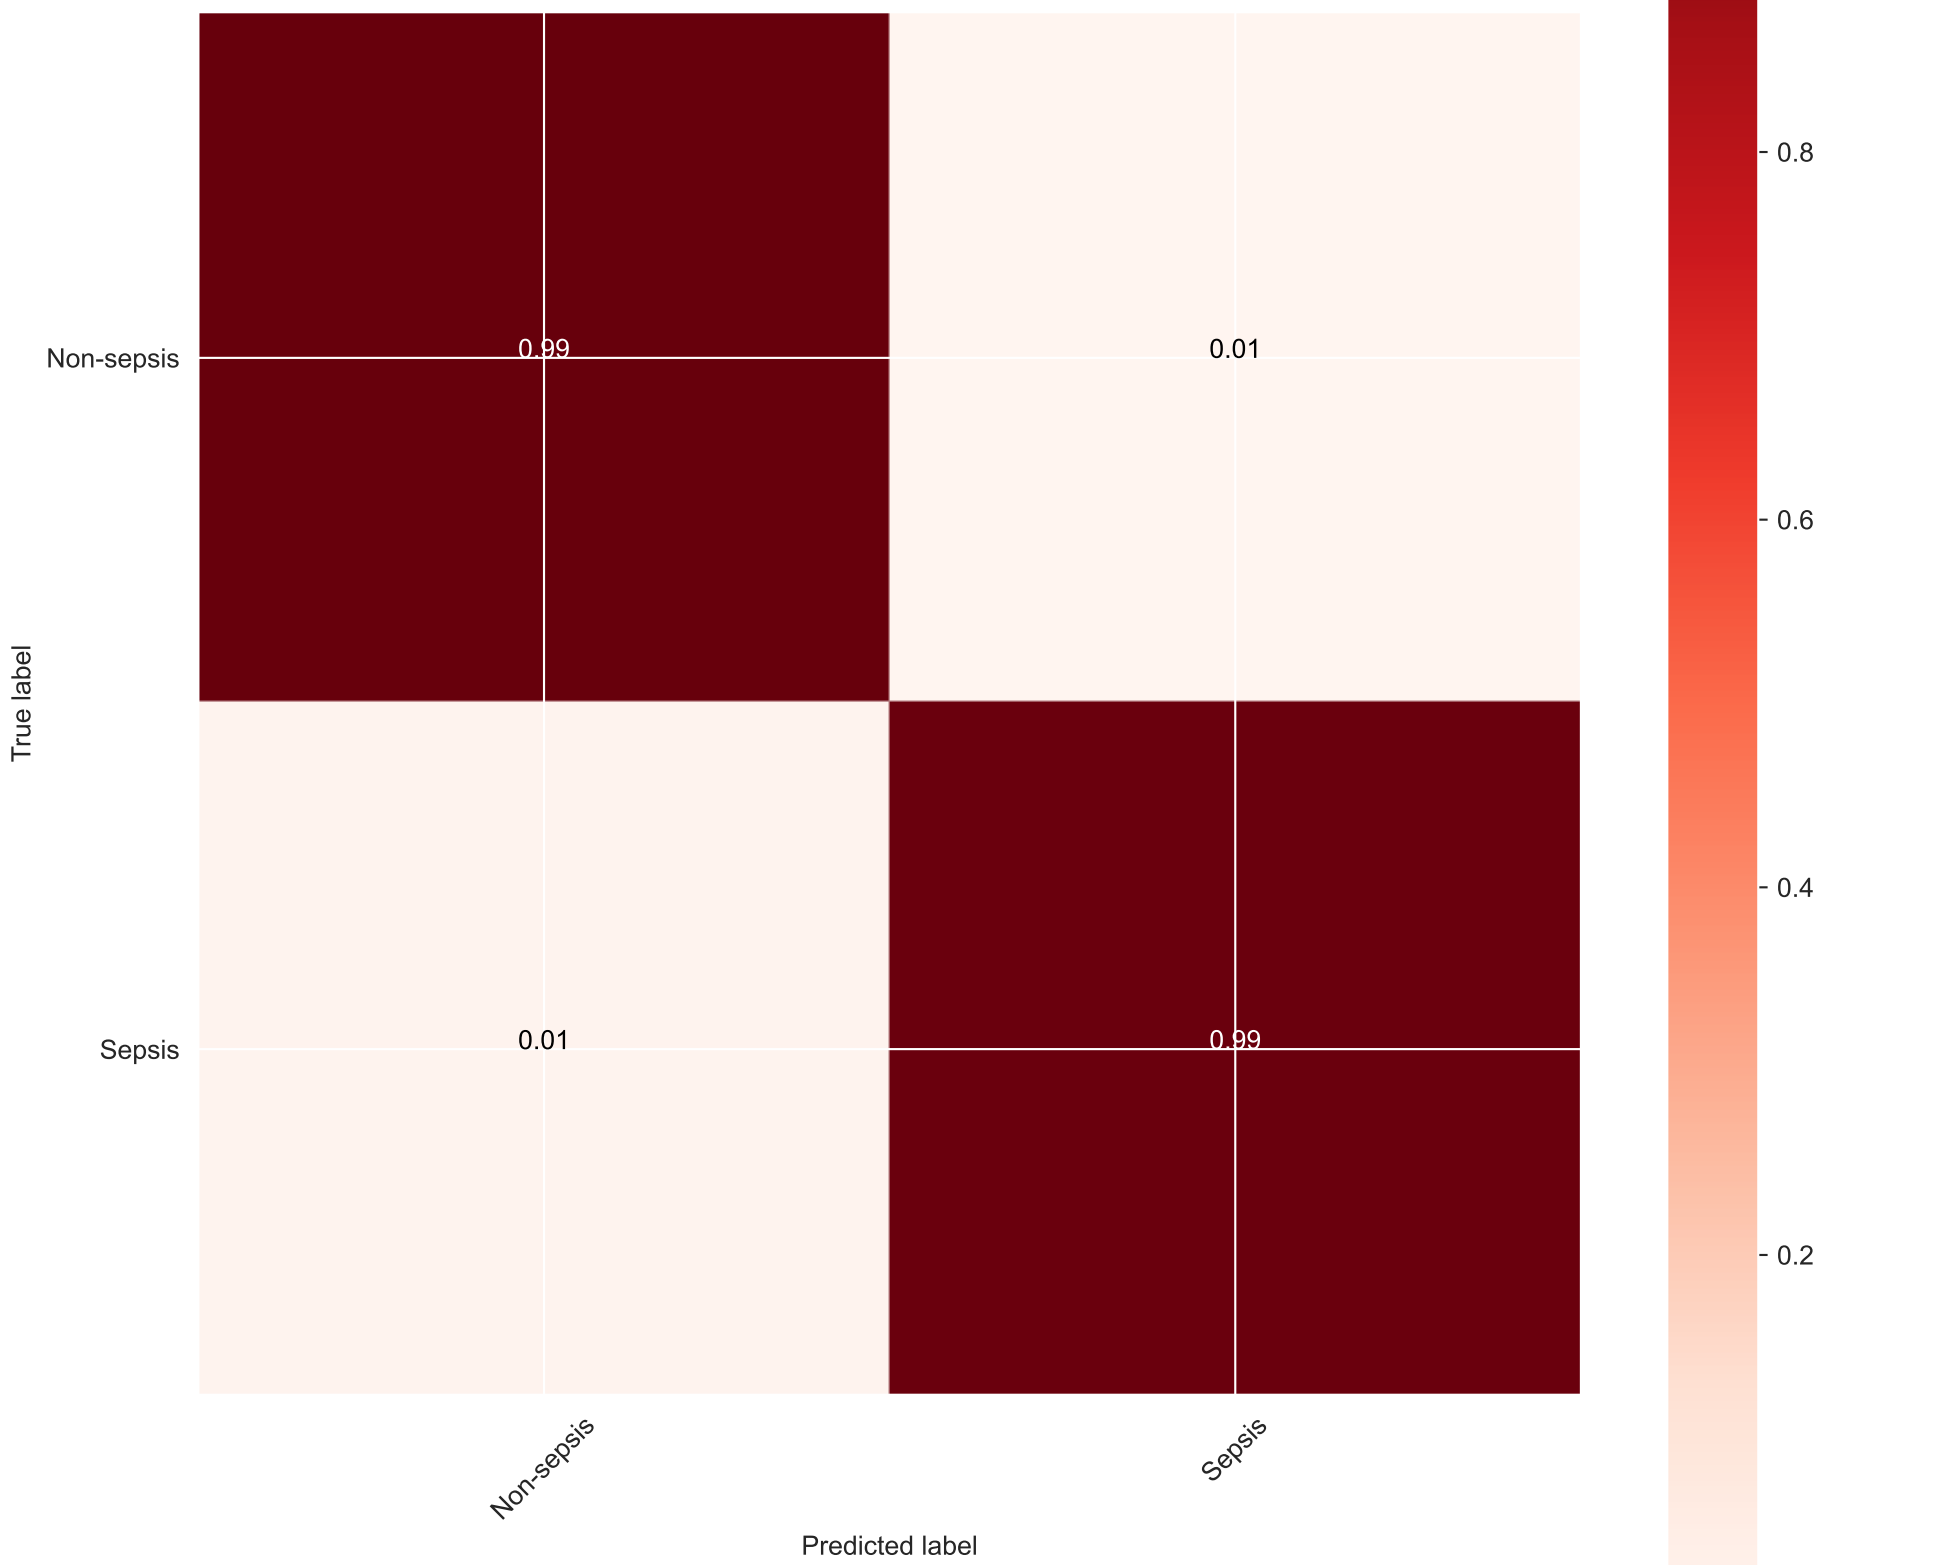 True label
Non-sepsis
Sepsis
0.99
0.01
0.01
0.99
Non-sepsis
Sepsis
Predicted label
0.8
0.6
0.4
0.2